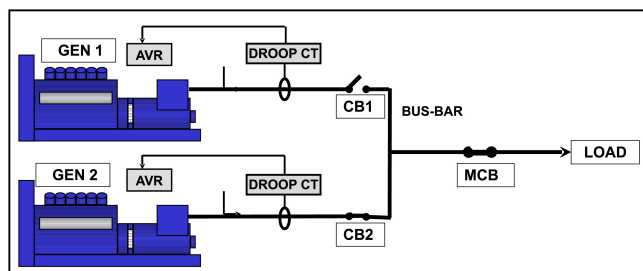 GEN 1
AVR
DROOP CT
CB1
BUS-BAR
MCB
LOAD
GEN 2
AVR
DROOP CT
CB2